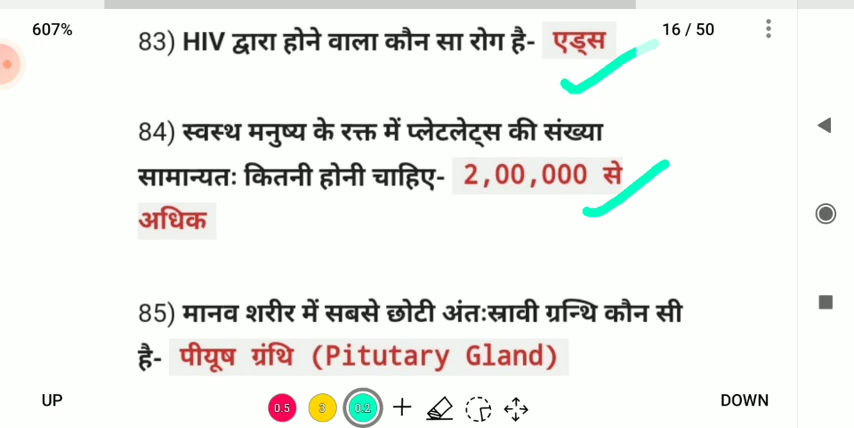 607%
83) HIV द्वारा होने वाला कौन सा रोग है- एड्स
16 / 50
84) स्वस्थ मनुष्य के रक्त में प्लेटलेट्स की संख्या
सामान्यतः कितनी होनी चाहिए- 2,00,000 से
अधिक
85) मानव शरीर में सबसे छोटी अंतःस्रावी ग्रन्थि कौन सी
है- पीयूष ग्रंथि (Pitutary Gland)
UP
0.5 3 0.2
DOWN